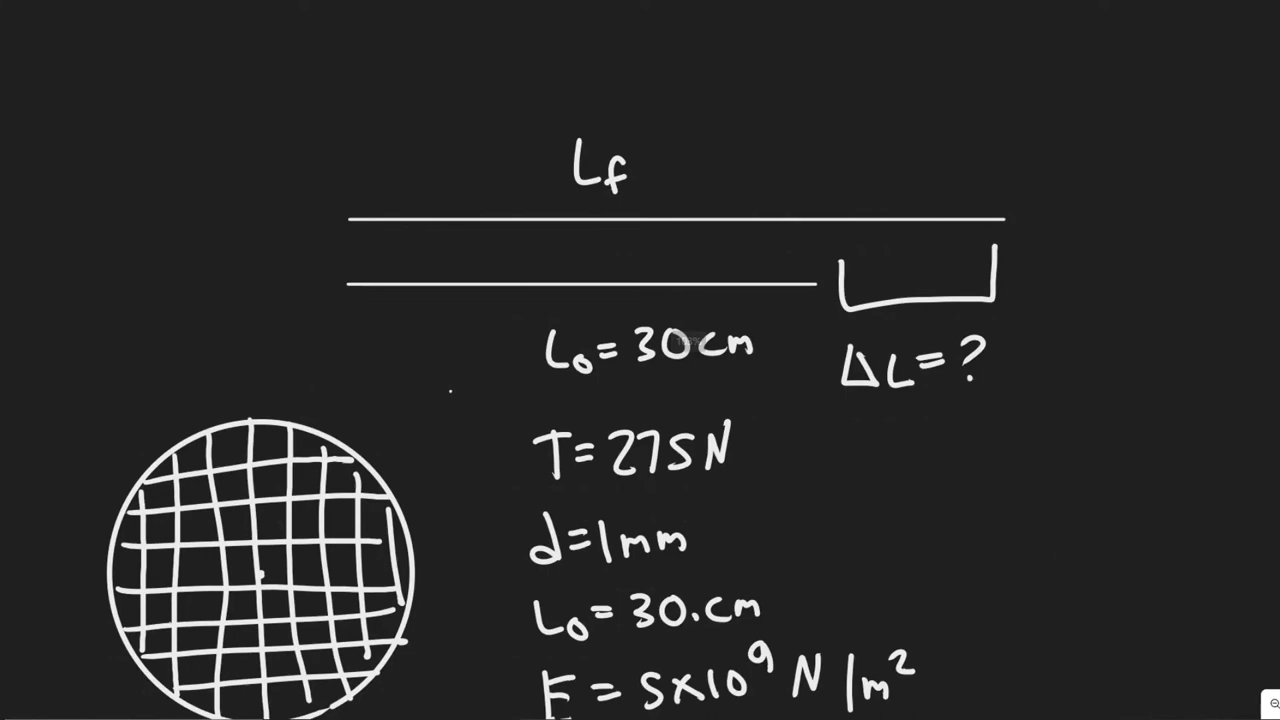 Lf
L₀ = 30cm
ΔL = ?
T = 275N
d = 1mm
L₀ = 30.cm
E = 5×10⁹ N/m²